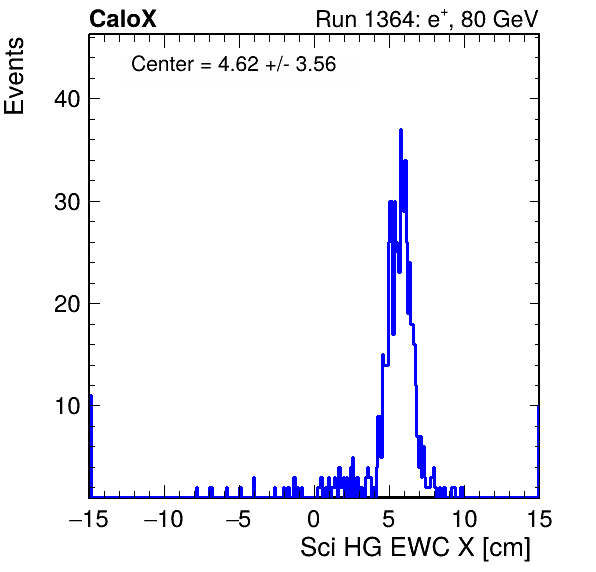 CaloX Run 1364: e⁺, 80 GeV
Center = 4.62 +/- 3.56
Events
40
30
20
10
−15 −10 −5 0 5 10 15
Sci HG EWC X [cm]